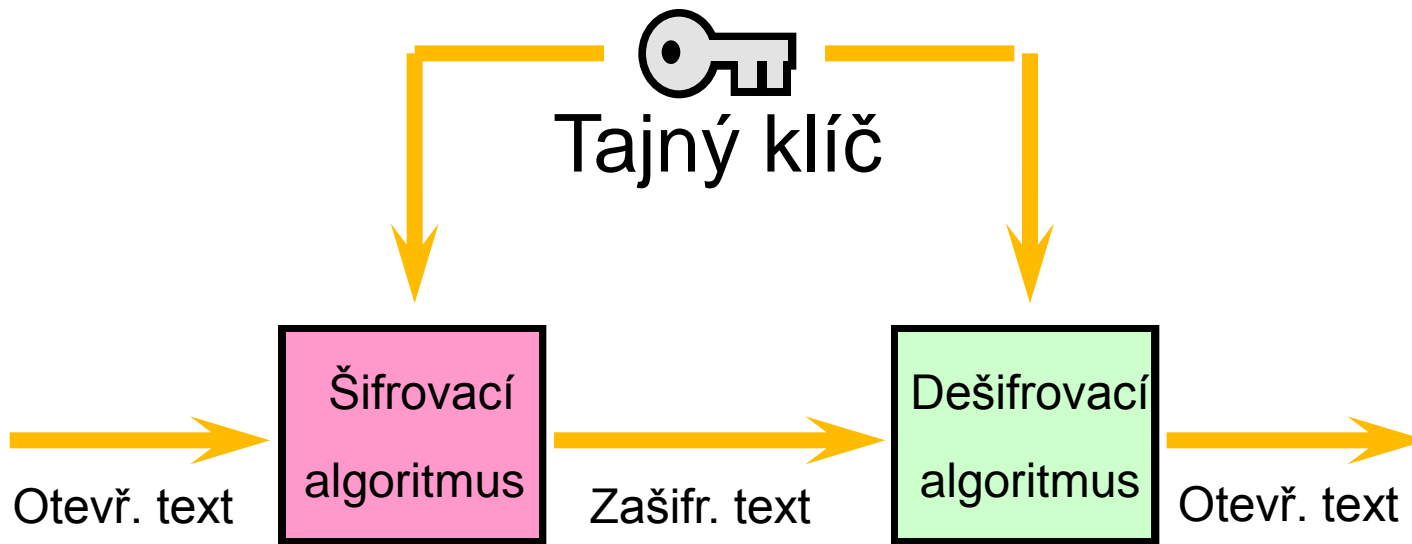 Tajný klíč
Šifrovací
algoritmus
Dešifrovací
algoritmus
Otevř. text
Zašifr. text
Otevř. text